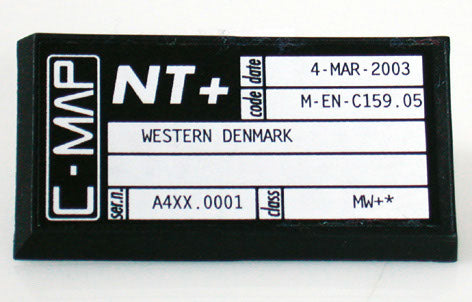 C-MAP
NT+
date 4-MAR-2003
code M-EN-C159.05
WESTERN DENMARK
ser.n. A4XX.0001 class MW+*